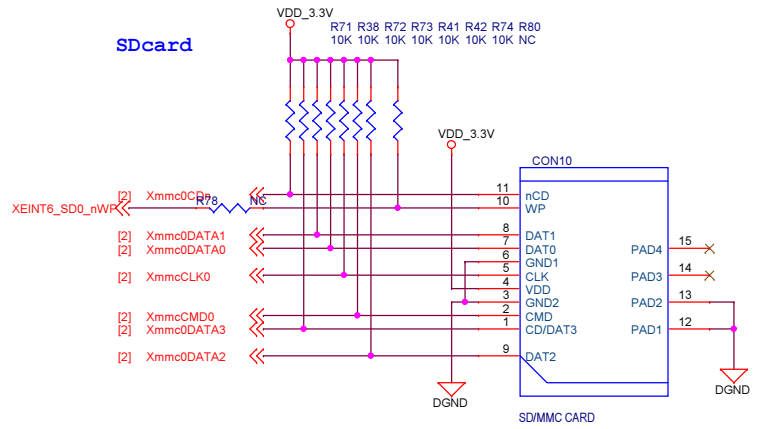 VDD_3.3V
R71 R38 R72 R73 R41 R42 R74 R80
10K 10K 10K 10K 10K 10K 10K NC
SDcard
VDD_3.3V
CON10
[2] Xmmc0CDn
11 nCD
R78 NC
XEINT6_SD0_nWP
10 WP
[2] Xmmc0DATA1
8 DAT1
[2] Xmmc0DATA0
7 DAT0
PAD4 15
6 GND1
[2] XmmcCLK0
5 CLK
PAD3 14
4 VDD
3 GND2
PAD2 13
[2] XmmcCMD0
2 CMD
[2] Xmmc0DATA3
1 CD/DAT3
PAD1 12
[2] Xmmc0DATA2
9 DAT2
DGND
DGND
SD/MMC CARD